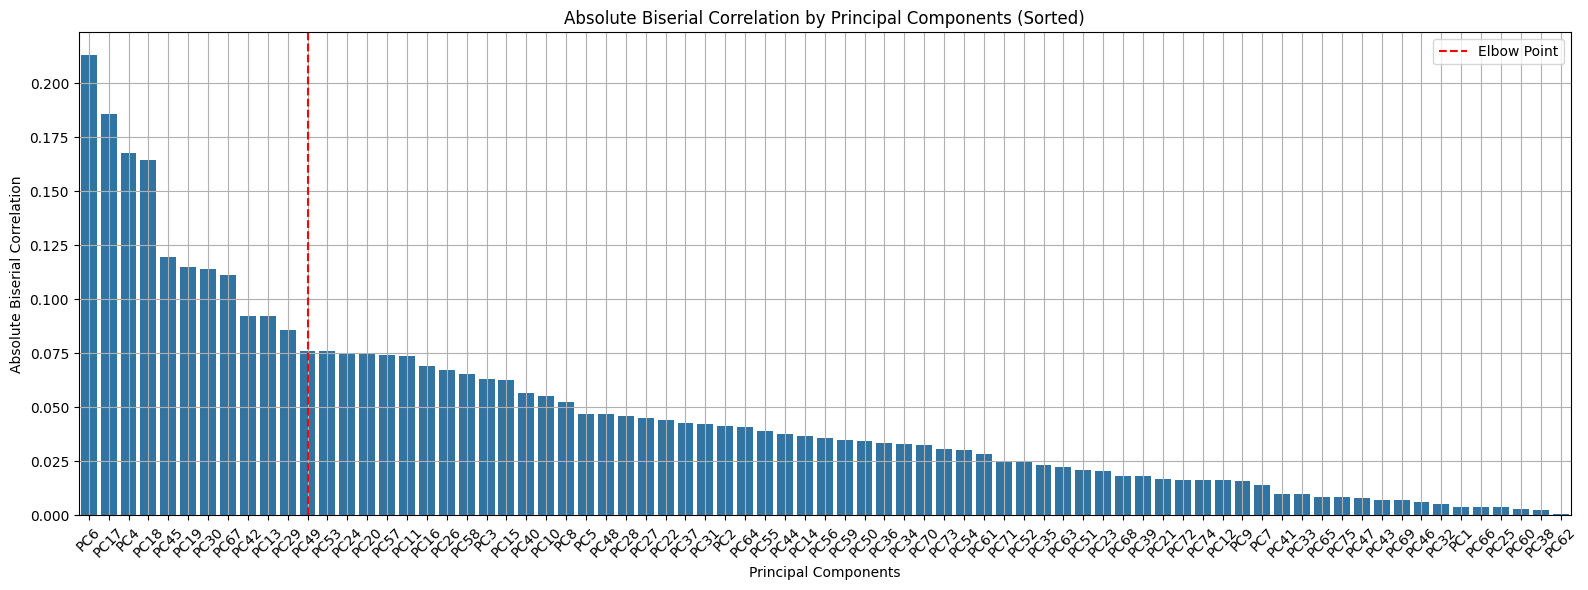 Absolute Biserial Correlation by Principal Components (Sorted)
Elbow Point
Absolute Biserial Correlation
0.200
0.175
0.150
0.125
0.100
0.075
0.050
0.025
0.000
PC6 PC17 PC4 PC18 PC45 PC19 PC30 PC67 PC42 PC13 PC29 PC49 PC53 PC24 PC20 PC57 PC11 PC16 PC26 PC58 PC3 PC15 PC40 PC10 PC8 PC5 PC48 PC28 PC27 PC22 PC37 PC31 PC2 PC64 PC55 PC44 PC14 PC56 PC59 PC50 PC36 PC34 PC70 PC73 PC54 PC61 PC71 PC52 PC35 PC63 PC51 PC23 PC68 PC39 PC21 PC72 PC74 PC12 PC9 PC7 PC41 PC33 PC65 PC75 PC47 PC43 PC69 PC46 PC32 PC1 PC66 PC25 PC60 PC38 PC62
Principal Components